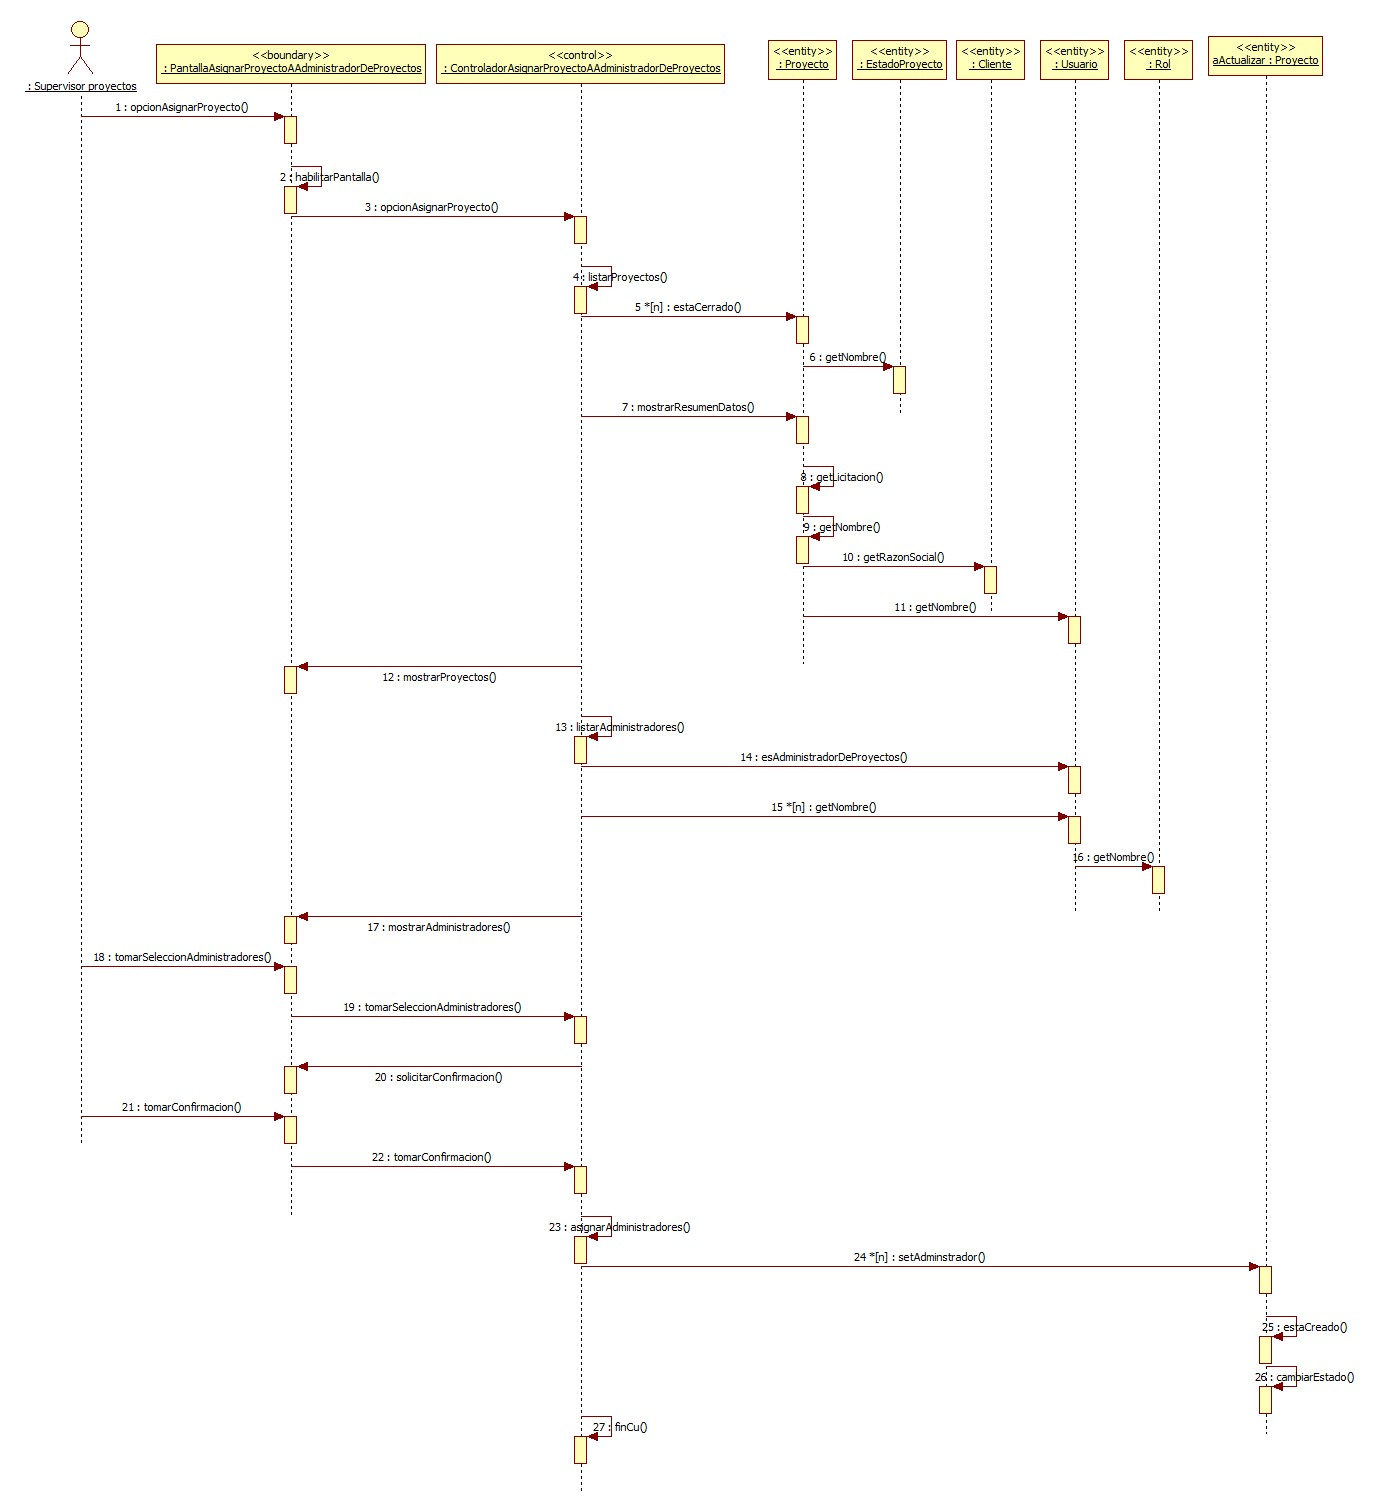 : Supervisor proyectos
<<boundary>>
: PantallaAsignarProyectoAAdministradorDeProyectos
<<control>>
: ControladorAsignarProyectoAAdministradorDeProyectos
<<entity>>
: Proyecto
<<entity>>
: EstadoProyecto
<<entity>>
: Cliente
<<entity>>
: Usuario
<<entity>>
: Rol
<<entity>>
aActualizar : Proyecto
1 : opcionAsignarProyecto()
2 : habilitarPantalla()
3 : opcionAsignarProyecto()
4 : listarProyectos()
5 *[n] : estaCerrado()
6 : getNombre()
7 : mostrarResumenDatos()
8 : getLicitacion()
9 : getNombre()
10 : getRazonSocial()
11 : getNombre()
12 : mostrarProyectos()
13 : listarAdministradores()
14 : esAdministradorDeProyectos()
15 *[n] : getNombre()
16 : getNombre()
17 : mostrarAdministradores()
18 : tomarSeleccionAdministradores()
19 : tomarSeleccionAdministradores()
20 : solicitarConfirmacion()
21 : tomarConfirmacion()
22 : tomarConfirmacion()
23 : asignarAdministradores()
24 *[n] : setAdminstrador()
25 : estaCreado()
26 : cambiarEstado()
27 : finCu()